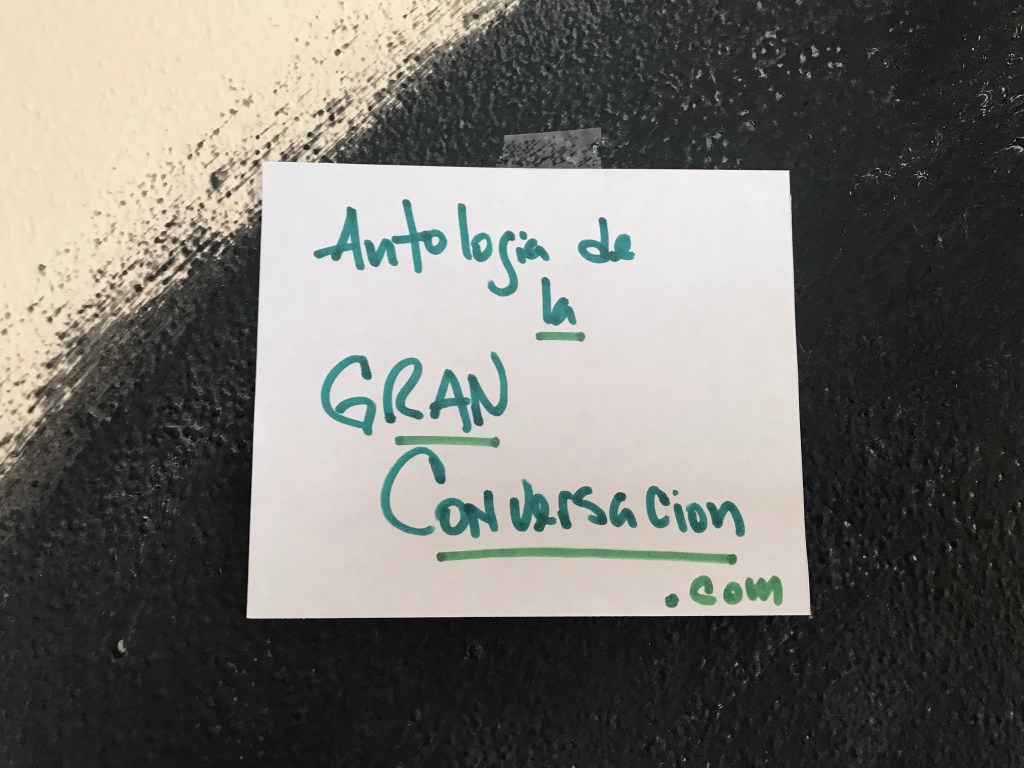 Antologia de
la
GRAN
Conversacion
.com